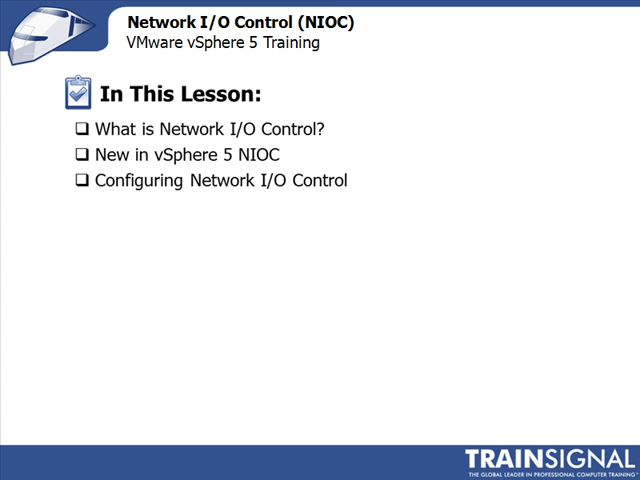 Network I/O Control (NIOC)
VMware vSphere 5 Training
In This Lesson:
What is Network I/O Control?
New in vSphere 5 NIOC
Configuring Network I/O Control
TRAINSIGNAL
THE GLOBAL LEADER IN PROFESSIONAL COMPUTER TRAINING